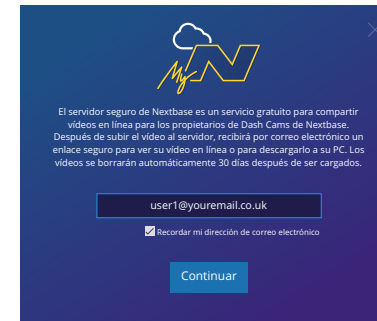 My N
El servidor seguro de Nextbase es un servicio gratuito para compartir
vídeos en línea para los propietarios de Dash Cams de Nextbase.
Después de subir el vídeo al servidor, recibirá por correo electrónico un
enlace seguro para ver su vídeo en línea o para descargarlo a su PC. Los
vídeos se borrarán automáticamente 30 días después de ser cargados.
user1@youremail.co.uk
Recordar mi dirección de correo electrónico
Continuar